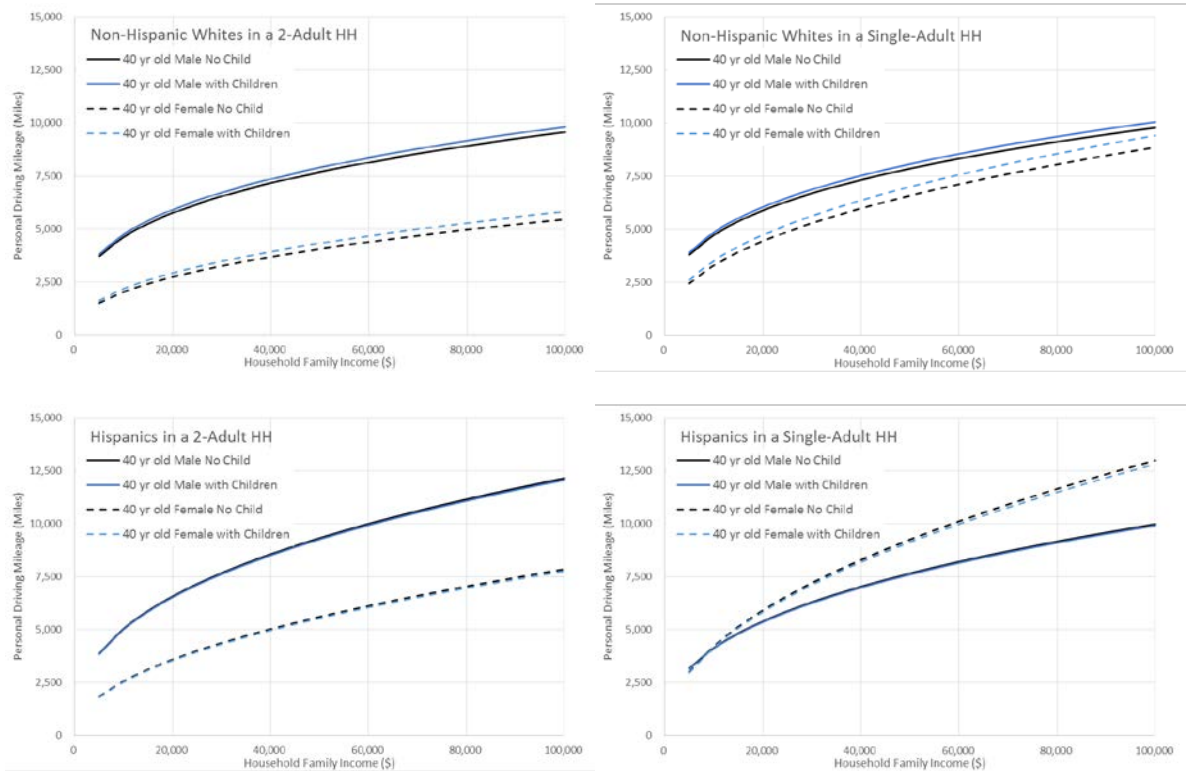 Non-Hispanic Whites in a 2-Adult HH
40 yr old Male No Child
40 yr old Male with Children
40 yr old Female No Child
40 yr old Female with Children
Personal Driving Mileage (Miles)
15,000
12,500
10,000
7,500
5,000
2,500
0
0 20,000 40,000 60,000 80,000 100,000
Household Family Income ($)
Non-Hispanic Whites in a Single-Adult HH
40 yr old Male No Child
40 yr old Male with Children
40 yr old Female No Child
40 yr old Female with Children
Personal Driving Mileage (Miles)
15,000
12,500
10,000
7,500
5,000
2,500
0
0 20,000 40,000 60,000 80,000 100,000
Household Family Income ($)
Hispanics in a 2-Adult HH
40 yr old Male No Child
40 yr old Male with Children
40 yr old Female No Child
40 yr old Female with Children
Personal Driving Mileage (Miles)
15,000
12,500
10,000
7,500
5,000
2,500
0
0 20,000 40,000 60,000 80,000 100,000
Household Family Income ($)
Hispanics in a Single-Adult HH
40 yr old Male No Child
40 yr old Male with Children
40 yr old Female No Child
40 yr old Female with Children
Personal Driving Mileage (Miles)
15,000
12,500
10,000
7,500
5,000
2,500
0
0 20,000 40,000 60,000 80,000 100,000
Household Family Income ($)